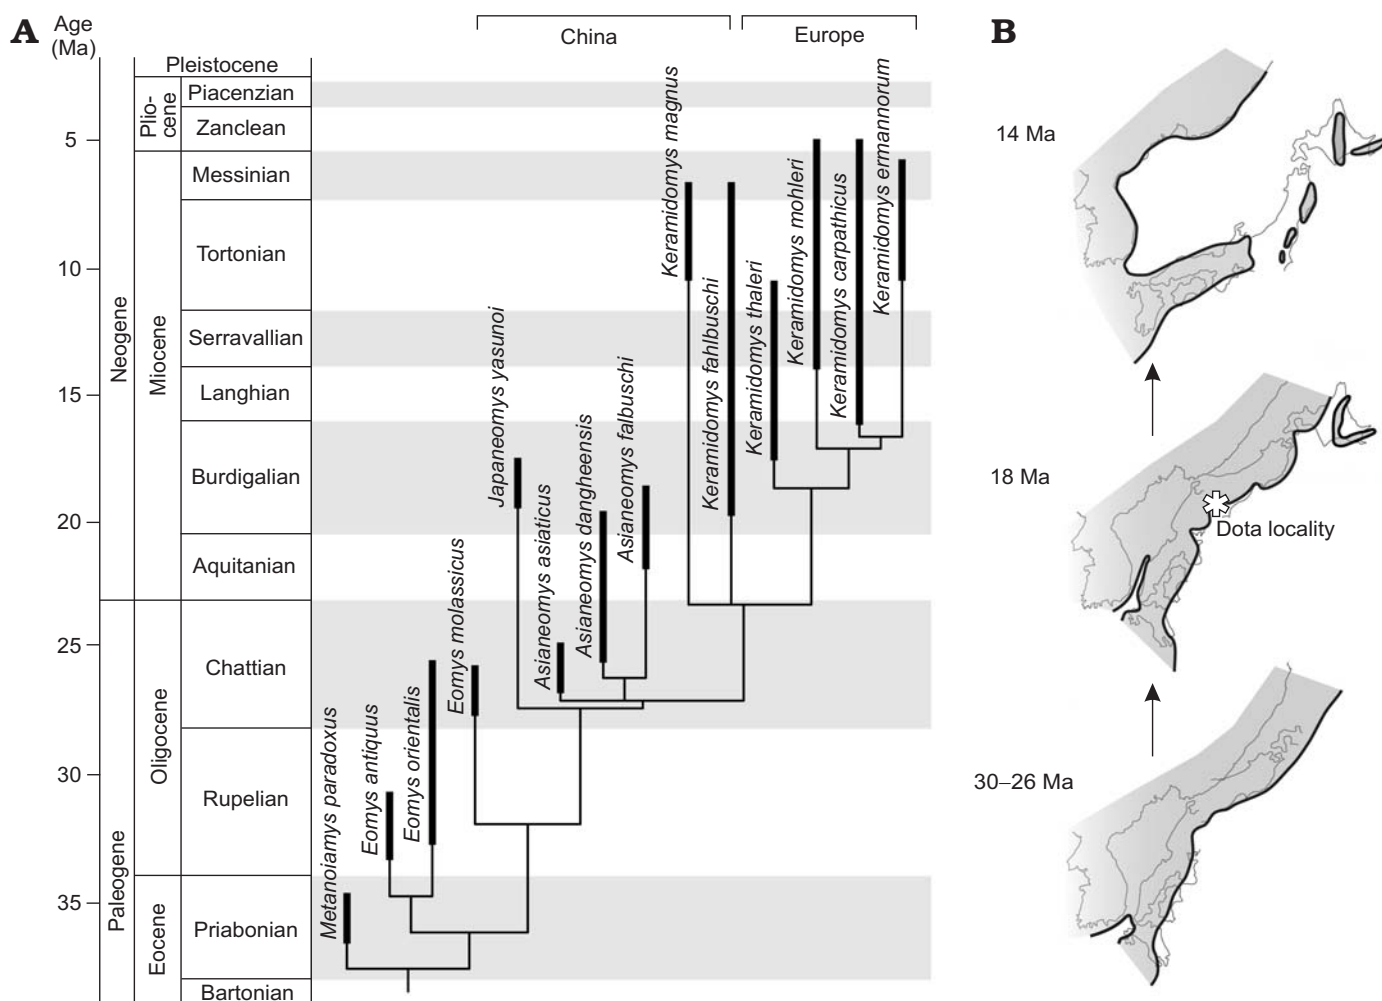 A
Age
(Ma)
China
Europe
B
Pleistocene
Plio-
cene
Piacenzian
Zanclean
Neogene
Miocene
Messinian
Tortonian
Serravallian
Langhian
Burdigalian
Aquitanian
Paleogene
Oligocene
Chattian
Rupelian
Eocene
Priabonian
Bartonian
5
10
15
20
25
30
35
Metanoiamys paradoxus
Eomys antiquus
Eomys orientalis
Eomys molassicus
Japaneomys yasunoi
Asianeomys asiaticus
Asianeomys dangheensis
Asianeomys falbuschi
Keramidomys magnus
Keramidomys fahlbuschi
Keramidomys thaleri
Keramidomys mohleri
Keramidomys carpathicus
Keramidomys ermannorum
14 Ma
18 Ma
Dota locality
30–26 Ma